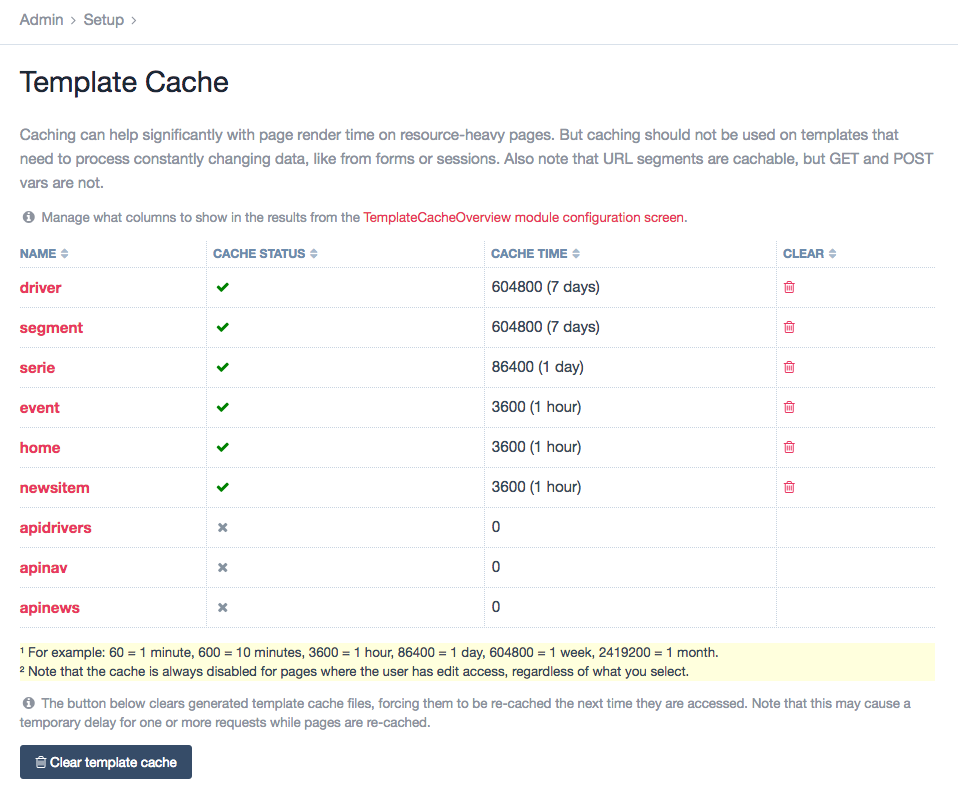 Admin > Setup >
Template Cache
Caching can help significantly with page render time on resource-heavy pages. But caching should not be used on templates that
need to process constantly changing data, like from forms or sessions. Also note that URL segments are cachable, but GET and POST
vars are not.
Manage what columns to show in the results from the TemplateCacheOverview module configuration screen.
NAME CACHE STATUS CACHE TIME CLEAR
driver ✔ 604800 (7 days)
segment ✔ 604800 (7 days)
serie ✔ 86400 (1 day)
event ✔ 3600 (1 hour)
home ✔ 3600 (1 hour)
newsitem ✔ 3600 (1 hour)
apidrivers ✖ 0
apinav ✖ 0
apinews ✖ 0
¹ For example: 60 = 1 minute, 600 = 10 minutes, 3600 = 1 hour, 86400 = 1 day, 604800 = 1 week, 2419200 = 1 month.
² Note that the cache is always disabled for pages where the user has edit access, regardless of what you select.
The button below clears generated template cache files, forcing them to be re-cached the next time they are accessed. Note that this may cause a
temporary delay for one or more requests while pages are re-cached.
Clear template cache